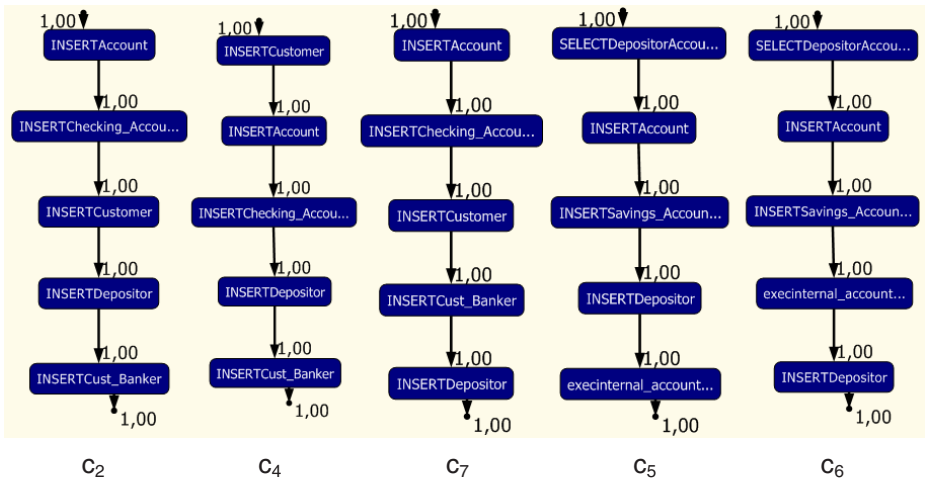 1,00
INSERTAccount
1,00
INSERTChecking_Accou...
1,00
INSERTCustomer
1,00
INSERTDepositor
1,00
INSERTCust_Banker
1,00
c2
1,00
INSERTCustomer
1,00
INSERTAccount
1,00
INSERTChecking_Accou...
1,00
INSERTDepositor
1,00
INSERTCust_Banker
1,00
c4
1,00
INSERTAccount
1,00
INSERTChecking_Accou...
1,00
INSERTCustomer
1,00
INSERTCust_Banker
1,00
INSERTDepositor
1,00
c7
1,00
SELECTDepositorAccou...
1,00
INSERTAccount
1,00
INSERTSavings_Accoun...
1,00
INSERTDepositor
1,00
execinternal_account...
1,00
c5
1,00
SELECTDepositorAccou...
1,00
INSERTAccount
1,00
INSERTSavings_Accoun...
1,00
execinternal_account...
1,00
INSERTDepositor
1,00
c6